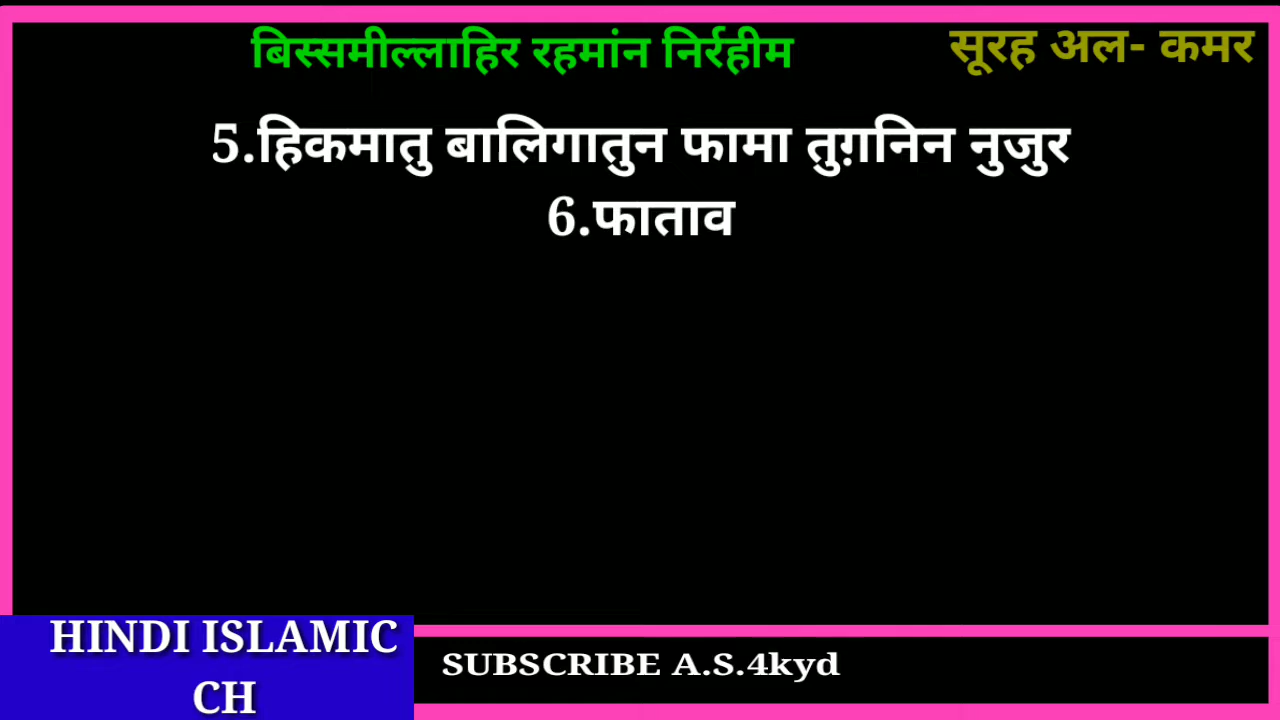 बिस्समील्लाहिर रहमांन निर्रहीम
सूरह अल- कमर
5.हिकमातु बालिगातुन फामा तुग़निन नुजुर
6.फाताव
HINDI ISLAMIC
CH
SUBSCRIBE A.S.4kyd